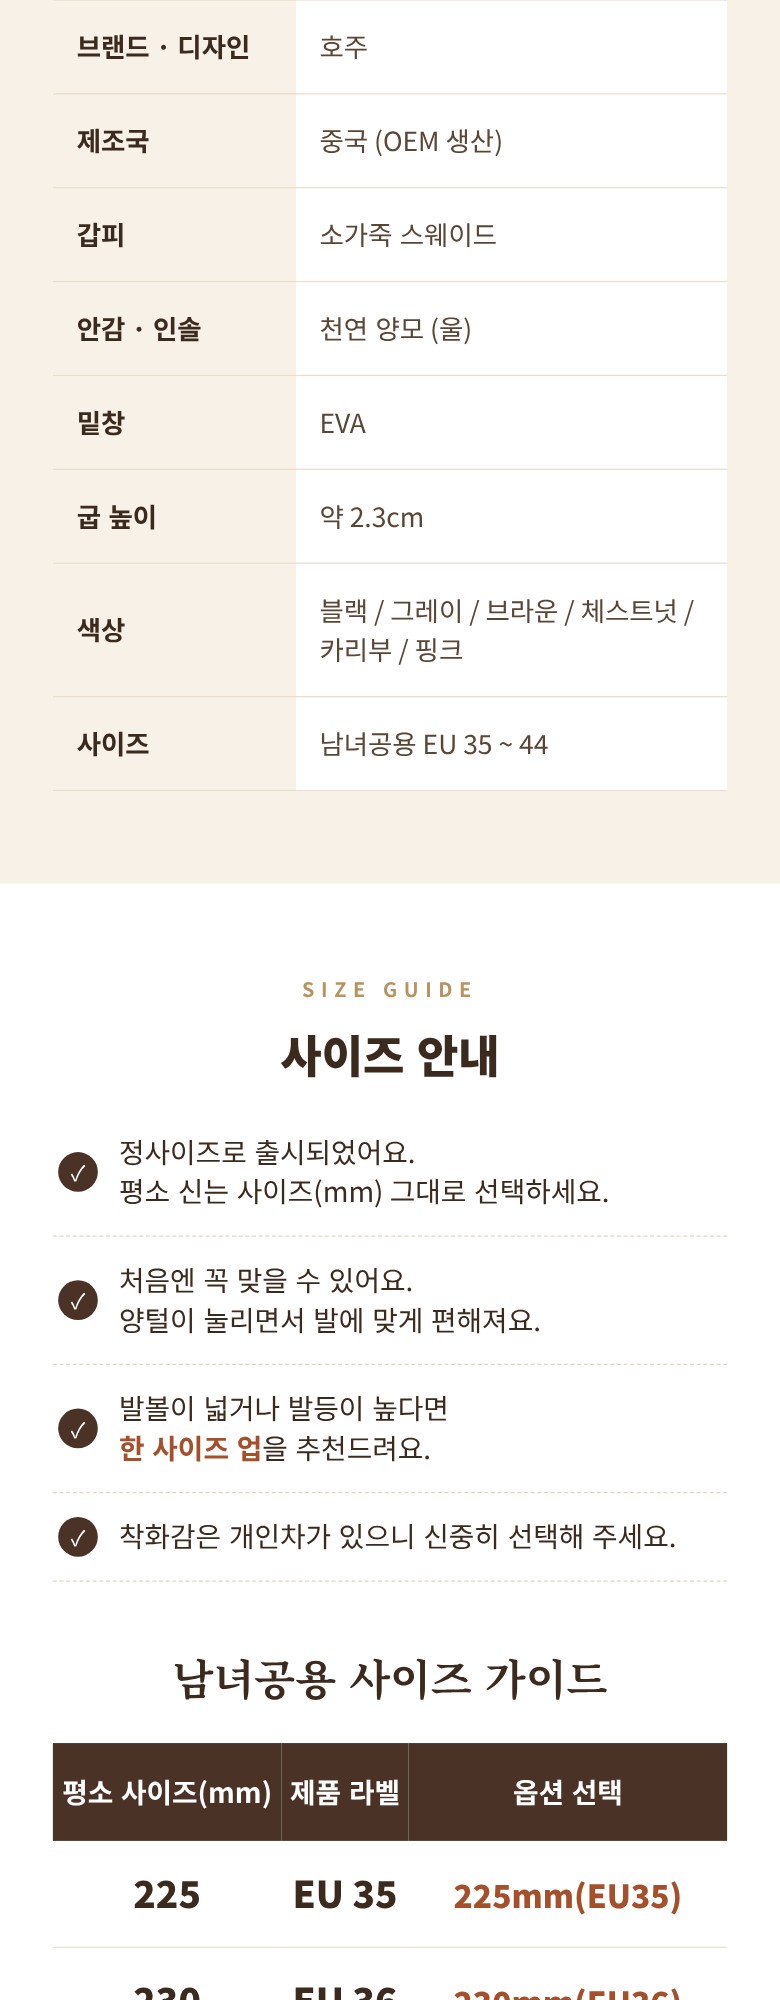 브랜드 · 디자인
호주
제조국
중국 (OEM 생산)
갑피
소가죽 스웨이드
안감 · 인솔
천연 양모 (울)
밑창
EVA
굽 높이
약 2.3cm
색상
블랙 / 그레이 / 브라운 / 체스트넛 /
카리부 / 핑크
사이즈
남녀공용 EU 35 ~ 44
SIZE GUIDE
사이즈 안내
✓ 정사이즈로 출시되었어요.
평소 신는 사이즈(mm) 그대로 선택하세요.
✓ 처음엔 꼭 맞을 수 있어요.
양털이 눌리면서 발에 맞게 편해져요.
✓ 발볼이 넓거나 발등이 높다면
한 사이즈 업을 추천드려요.
✓ 착화감은 개인차가 있으니 신중히 선택해 주세요.
남녀공용 사이즈 가이드
평소 사이즈(mm) 제품 라벨 옵션 선택
225 EU 35 225mm(EU35)
230 EU 36 230mm(EU36)